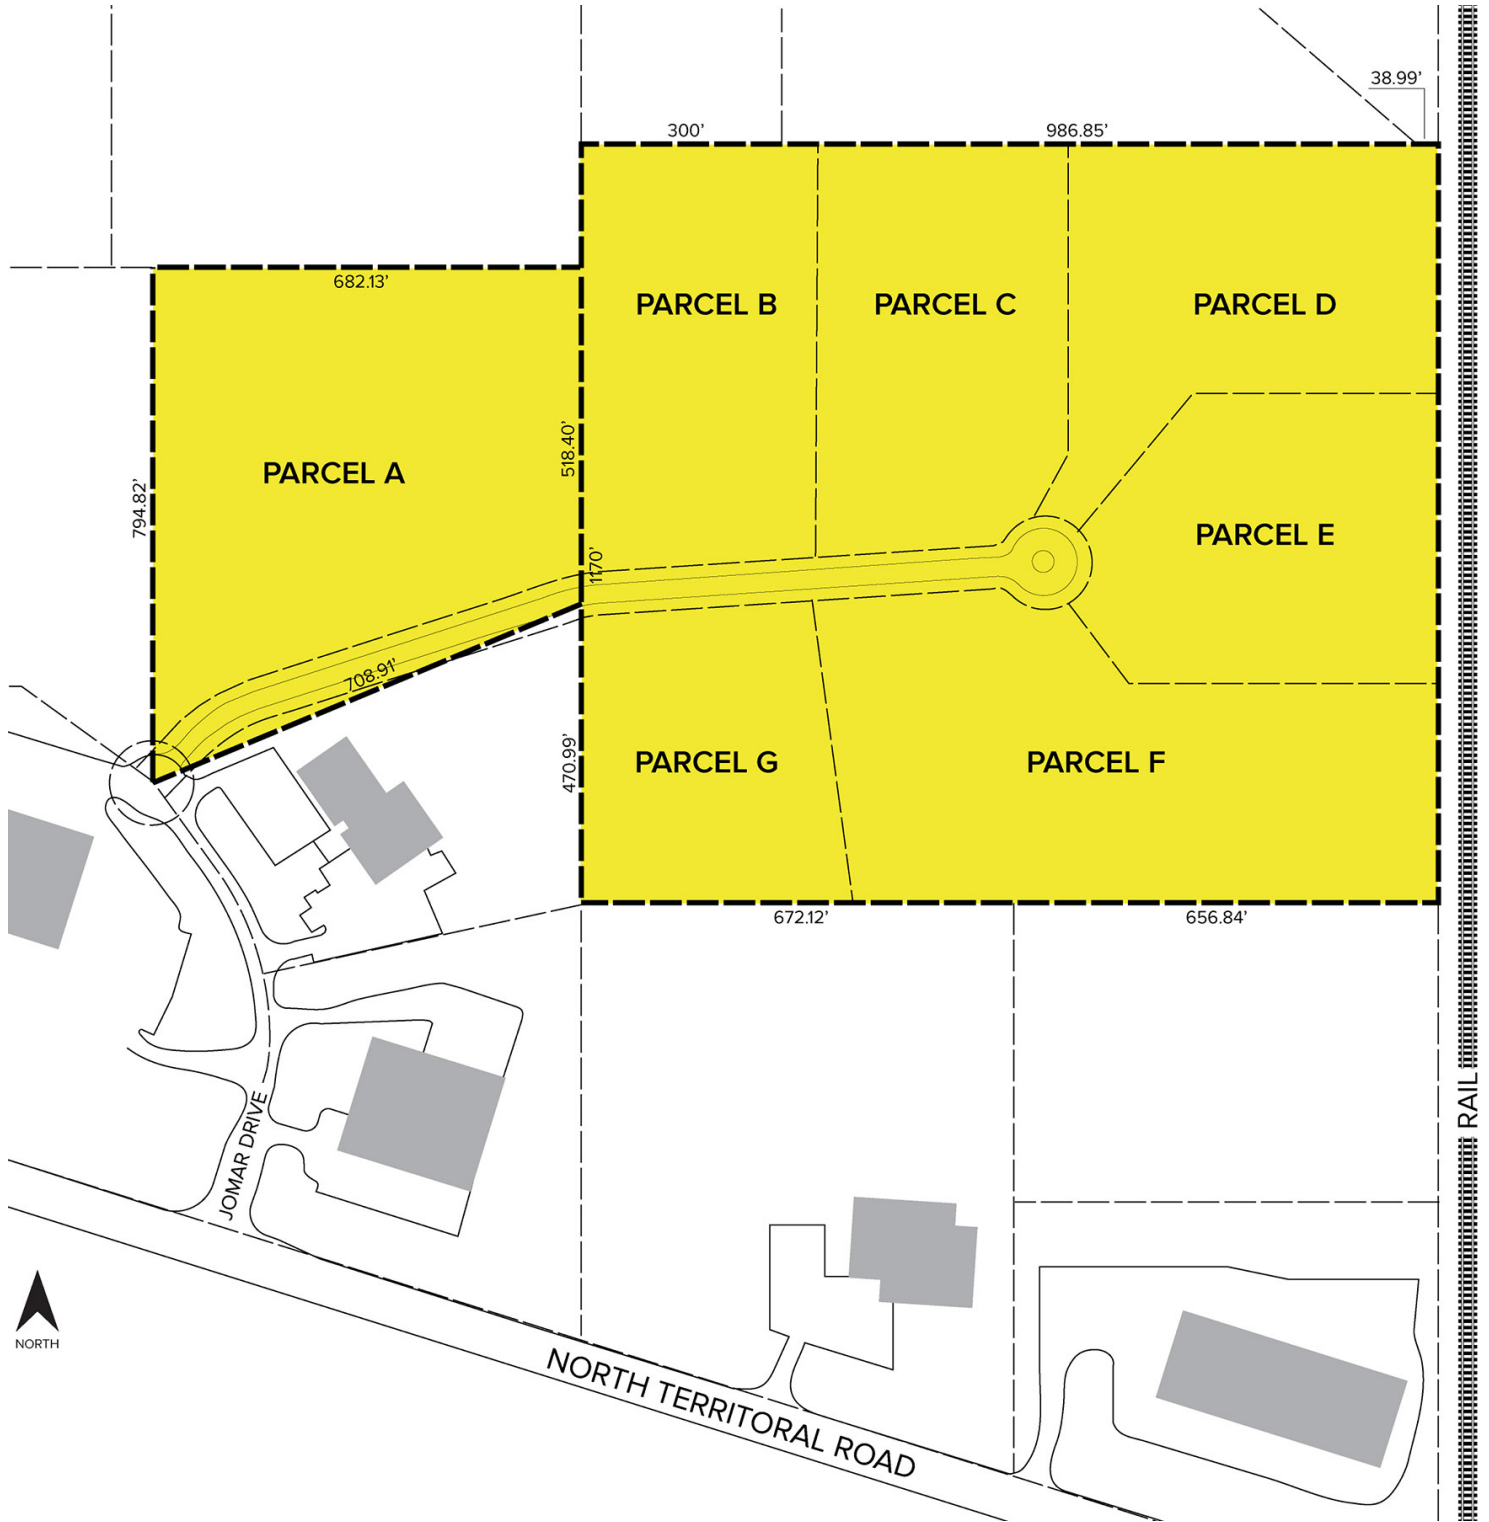 38.99'
300'
986.85'
682.13'
PARCEL B
PARCEL C
PARCEL D
518.40'
PARCEL A
794.82'
PARCEL E
1170'
708.91'
470.99'
PARCEL G
PARCEL F
672.12'
656.84'
RAIL
JOMAR DRIVE
NORTH
NORTH TERRITORAL ROAD